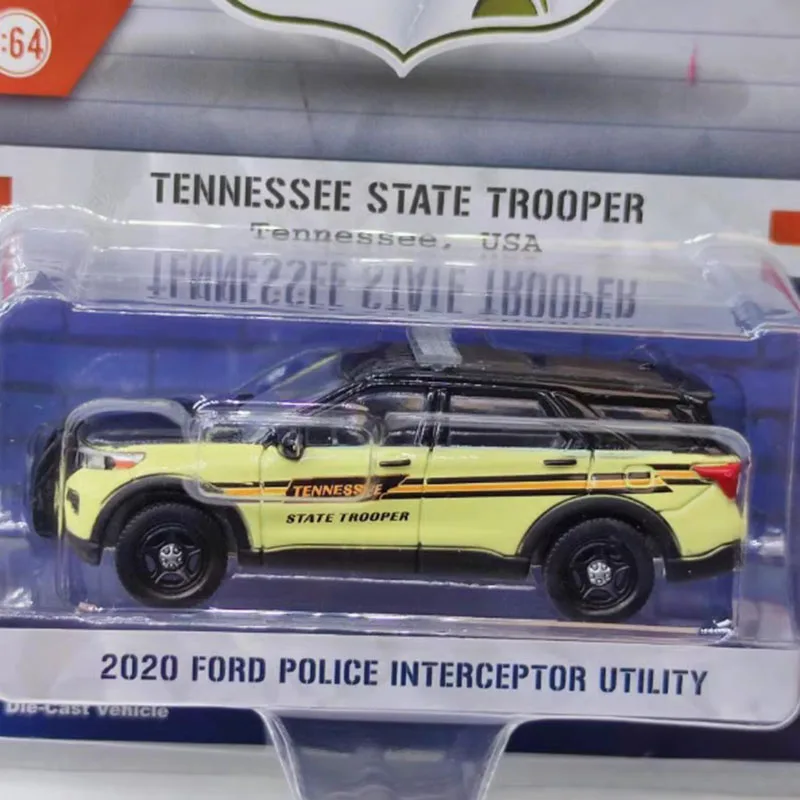 :64
TENNESSEE STATE TROOPER
Tennessee, USA
TENNESSEE STATE TROOPER
TENNESSEE
STATE TROOPER
2020 FORD POLICE INTERCEPTOR UTILITY
Die-Cast Vehicle